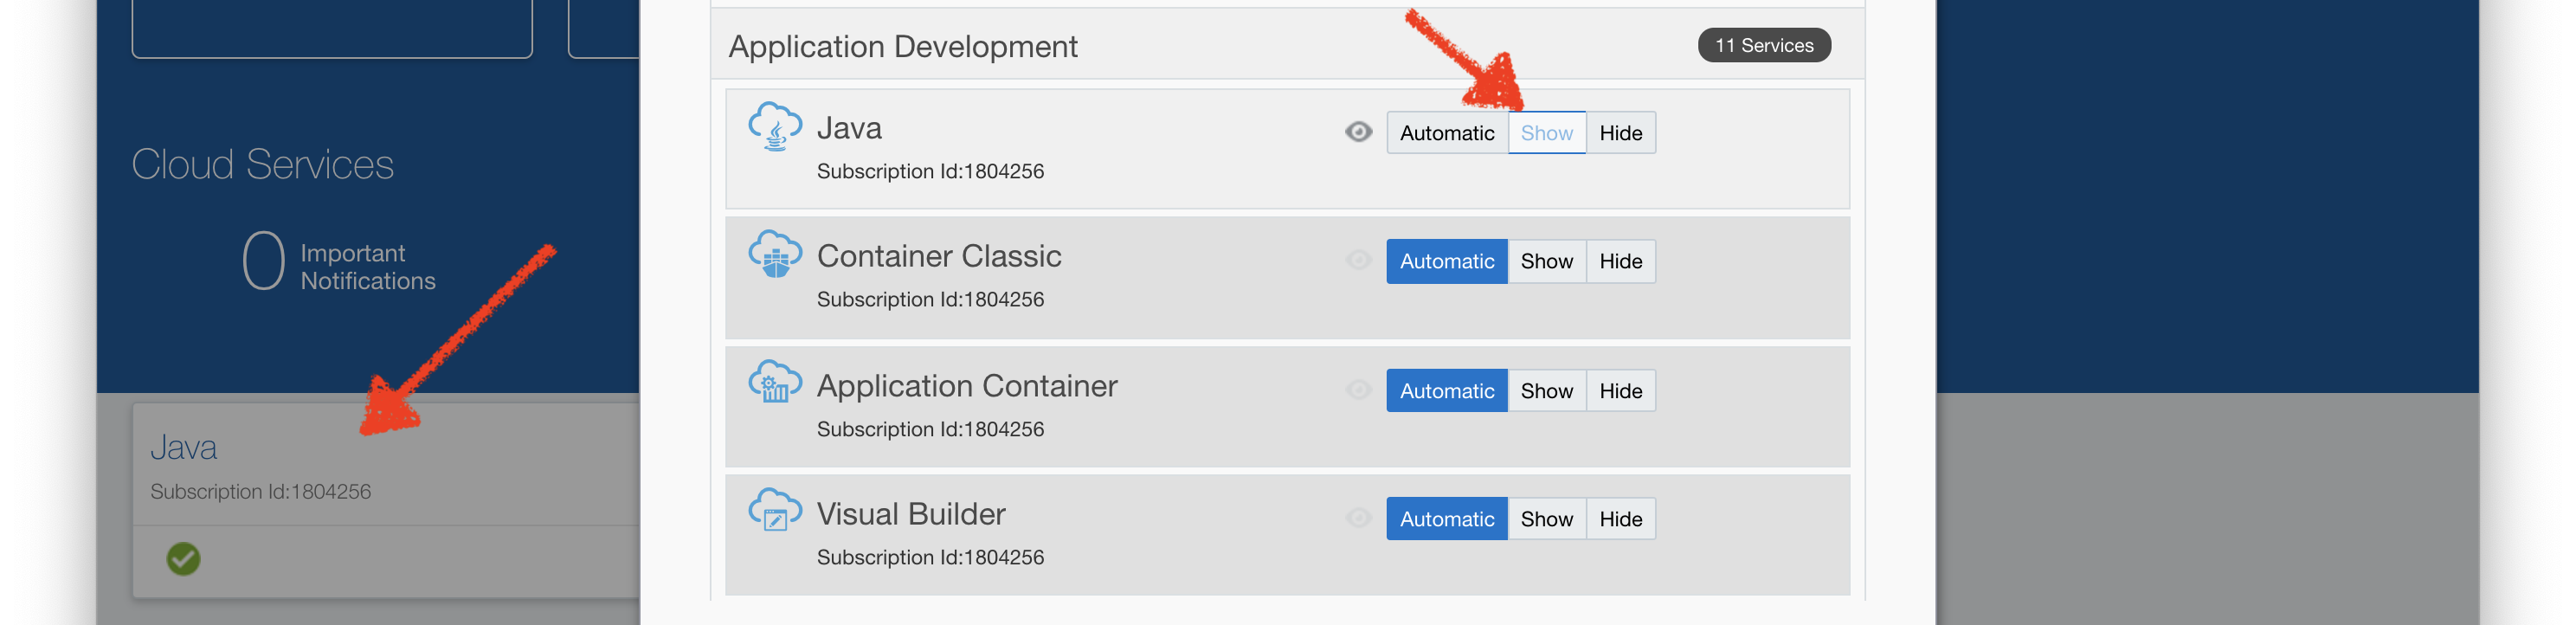 Cloud Services
0 Important
Notifications
Java
Subscription Id:1804256
Application Development
11 Services
Java
Automatic Show Hide
Subscription Id:1804256
Container Classic
Automatic Show Hide
Subscription Id:1804256
Application Container
Automatic Show Hide
Subscription Id:1804256
Visual Builder
Automatic Show Hide
Subscription Id:1804256